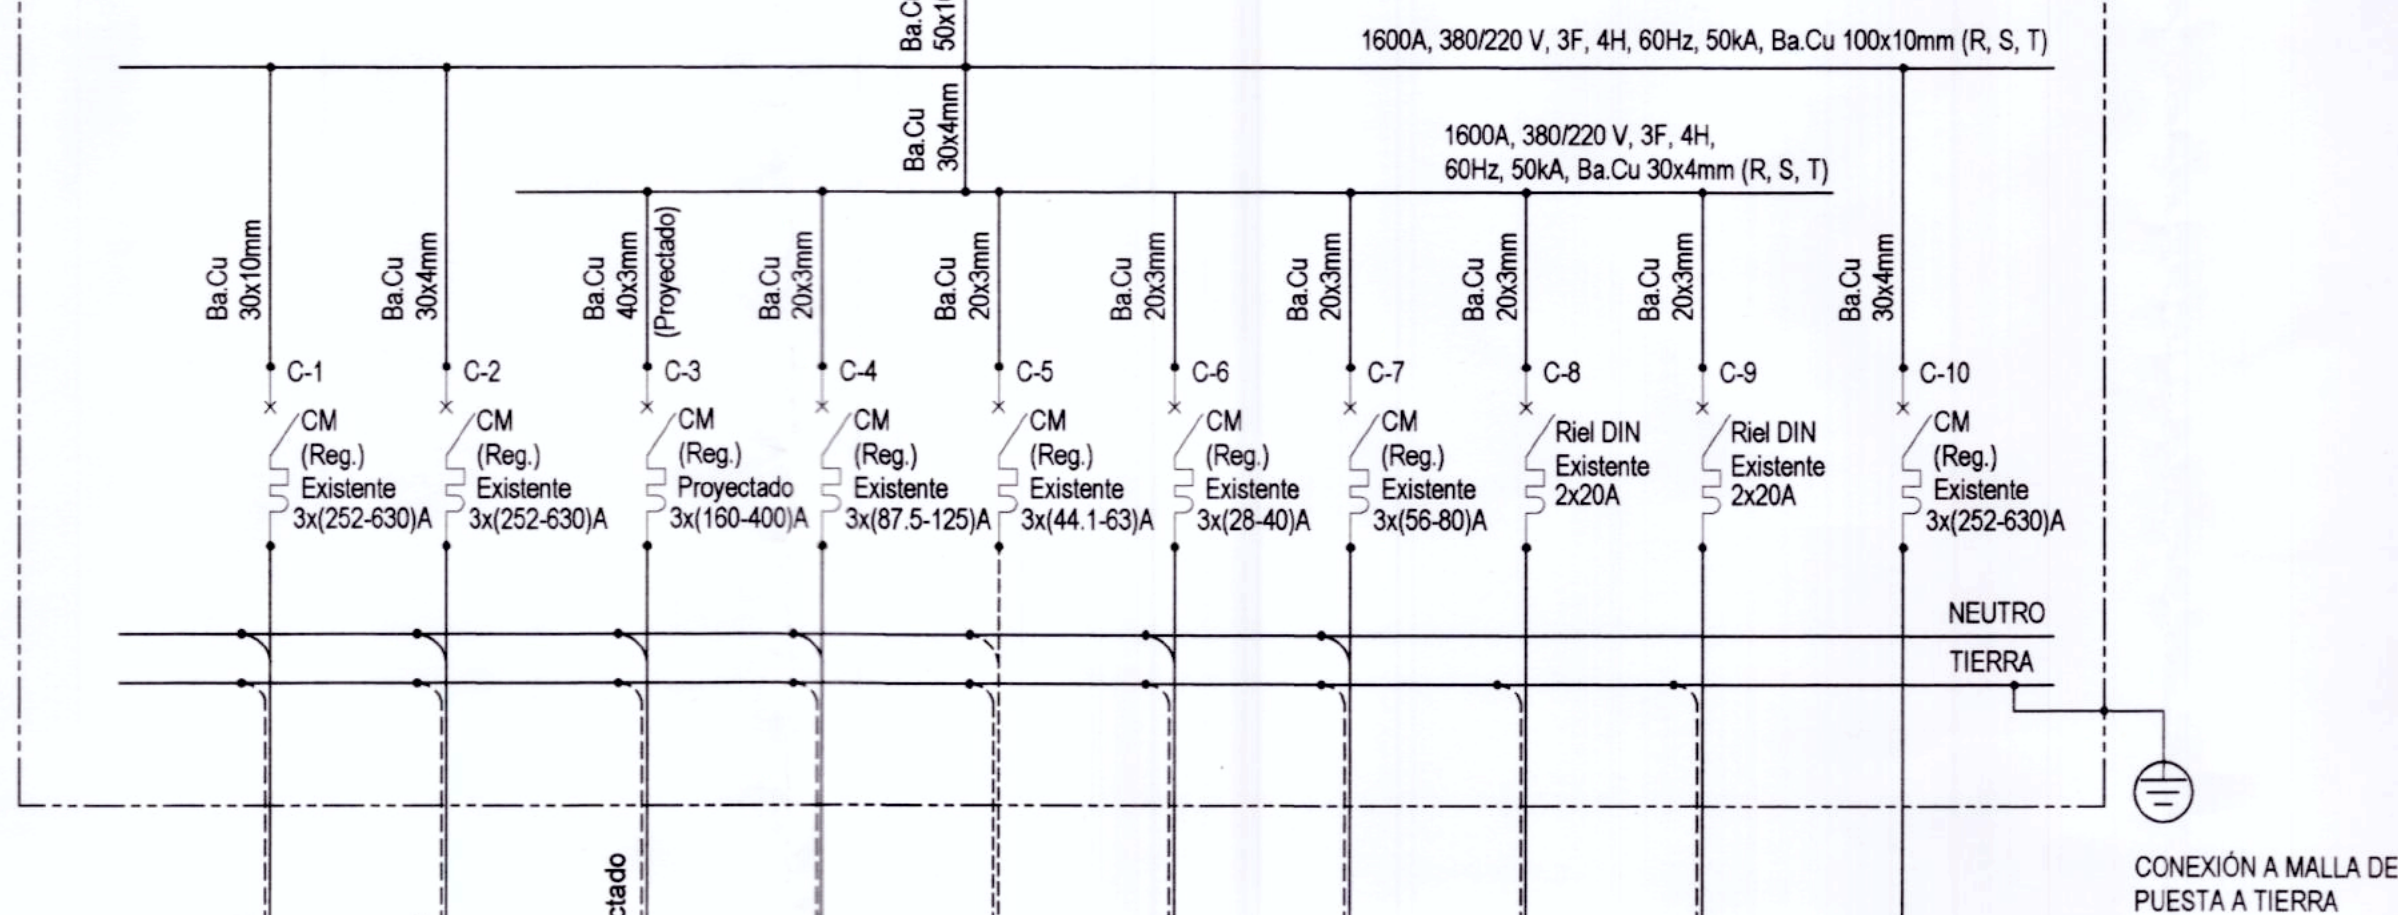 Ba.Cu
50x10
1600A, 380/220 V, 3F, 4H, 60Hz, 50kA, Ba.Cu 100x10mm (R, S, T)
Ba.Cu
30x4mm
1600A, 380/220 V, 3F, 4H,
60Hz, 50kA, Ba.Cu 30x4mm (R, S, T)
Ba.Cu
30x10mm
Ba.Cu
30x4mm
Ba.Cu
40x3mm
(Proyectado)
Ba.Cu
20x3mm
Ba.Cu
20x3mm
Ba.Cu
20x3mm
Ba.Cu
20x3mm
Ba.Cu
20x3mm
Ba.Cu
20x3mm
Ba.Cu
30x4mm
C-1
CM
(Reg.)
Existente
3x(252-630)A
C-2
CM
(Reg.)
Existente
3x(252-630)A
C-3
CM
(Reg.)
Proyectado
3x(160-400)A
C-4
CM
(Reg.)
Existente
3x(87.5-125)A
C-5
CM
(Reg.)
Existente
3x(44.1-63)A
C-6
CM
(Reg.)
Existente
3x(28-40)A
C-7
CM
(Reg.)
Existente
3x(56-80)A
C-8
Riel DIN
Existente
2x20A
C-9
Riel DIN
Existente
2x20A
C-10
CM
(Reg.)
Existente
3x(252-630)A
NEUTRO
TIERRA
ctado
CONEXIÓN A MALLA DE
PUESTA A TIERRA